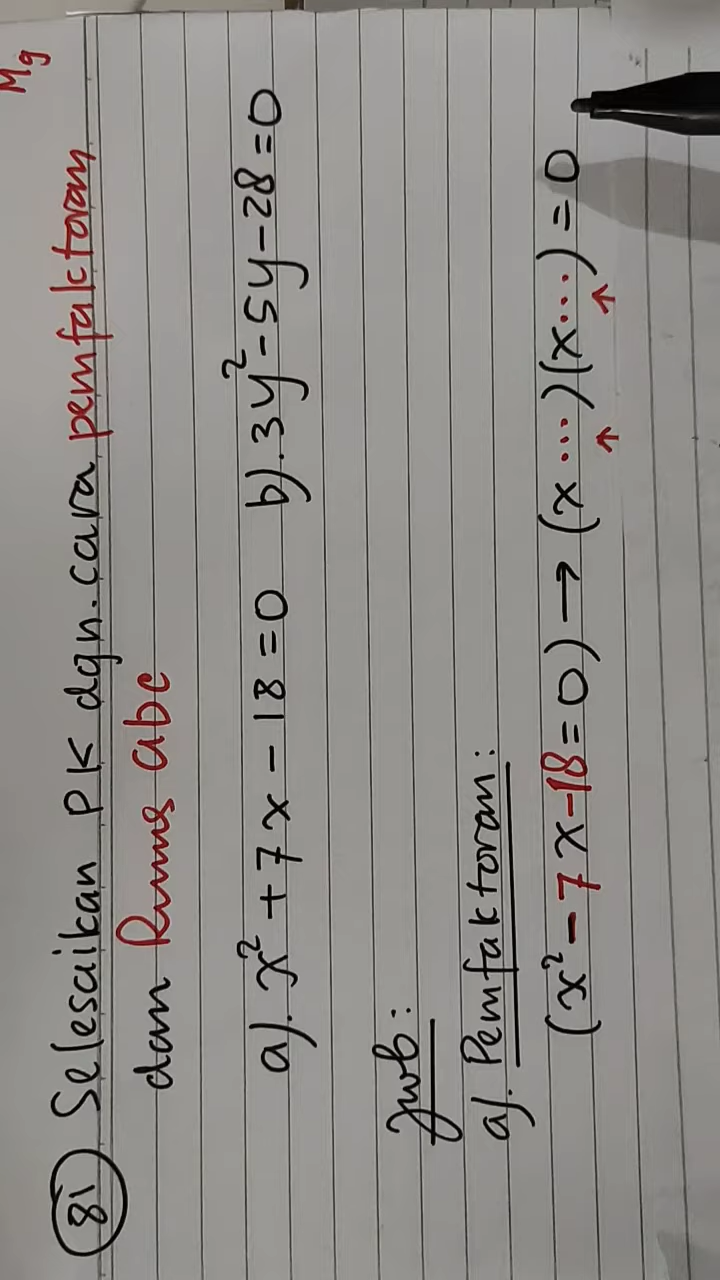 Mg
81 Selesaikan PK dgn. cara pemfaktoran
dan Rumus abc
a). x² + 7x - 18 = 0 b). 3y² - 5y - 28 = 0
Jwb:
a). Pemfaktoran:
(x² - 7x - 18 = 0) → (x ...)(x ...) = 0